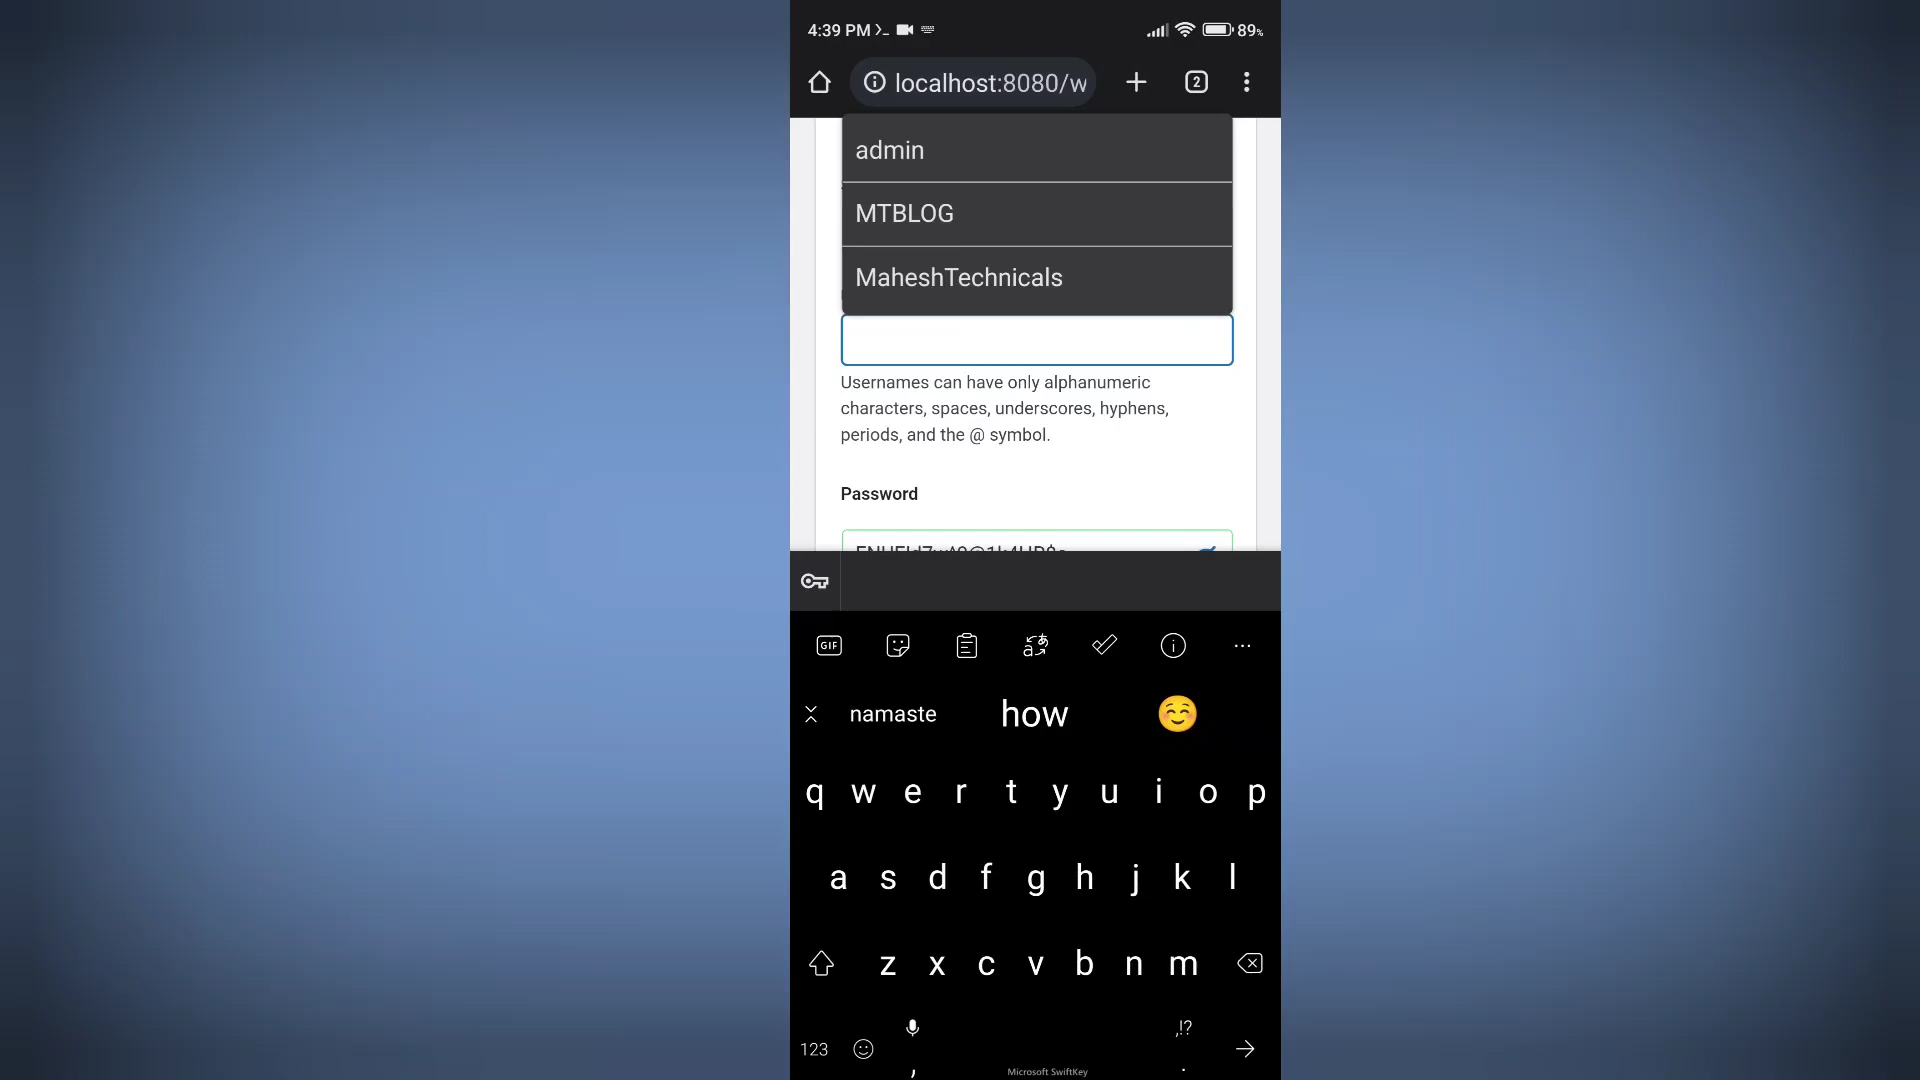 4:39 PM
89%
localhost:8080/w
2
admin
MTBLOG
MaheshTechnicals
Usernames can have only alphanumeric
characters, spaces, underscores, hyphens,
periods, and the @ symbol.
Password
GIF
namaste how
q w e r t y u i o p
a s d f g h j k l
z x c v b n m
,!?
123 , .
Microsoft SwiftKey